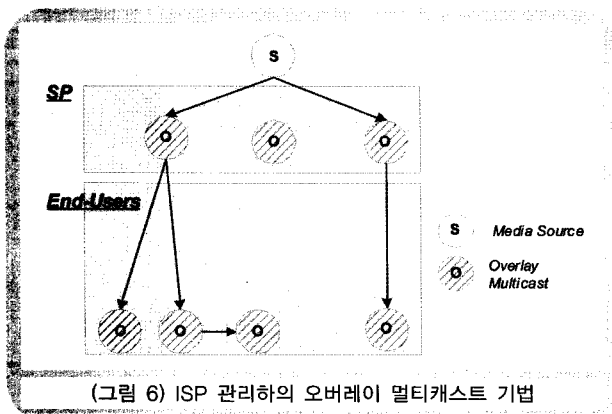 S
SP
O O O
End-Users
S Media Source
O Overlay
Multicast
O O O O
(그림 6) ISP 관리하의 오버레이 멀티캐스트 기법